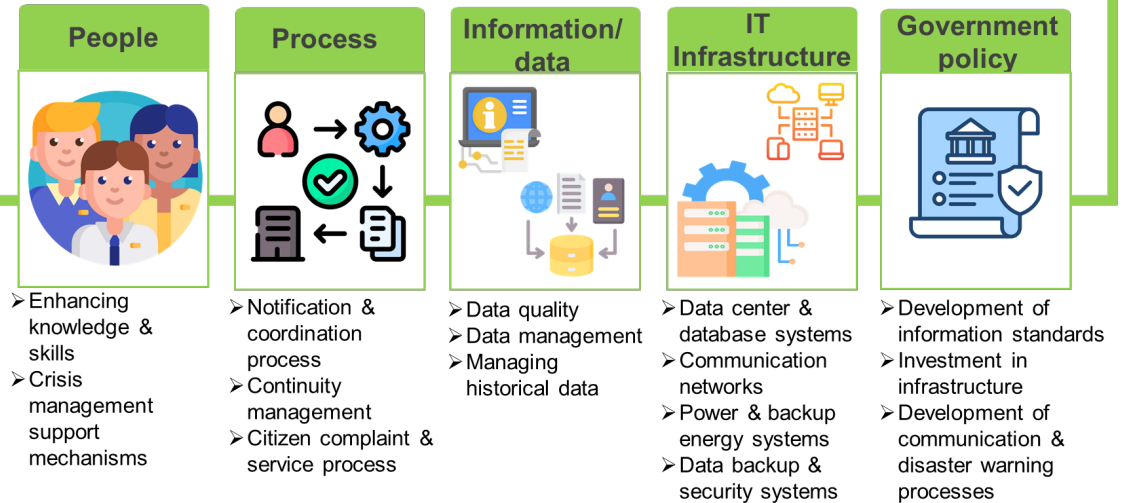 People
➢Enhancing
knowledge &
skills
➢Crisis
management
support
mechanisms
Process
➢Notification &
coordination
process
➢Continuity
management
➢Citizen complaint &
service process
Information/
data
➢Data quality
➢Data management
➢Managing
historical data
IT
Infrastructure
➢Data center &
database systems
➢Communication
networks
➢Power & backup
energy systems
➢Data backup &
security systems
Government
policy
➢Development of
information standards
➢Investment in
infrastructure
➢Development of
communication &
disaster warning
processes